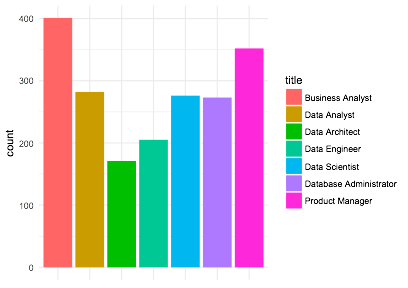 400
300
200
100
0
count
title
Business Analyst
Data Analyst
Data Architect
Data Engineer
Data Scientist
Database Administrator
Product Manager